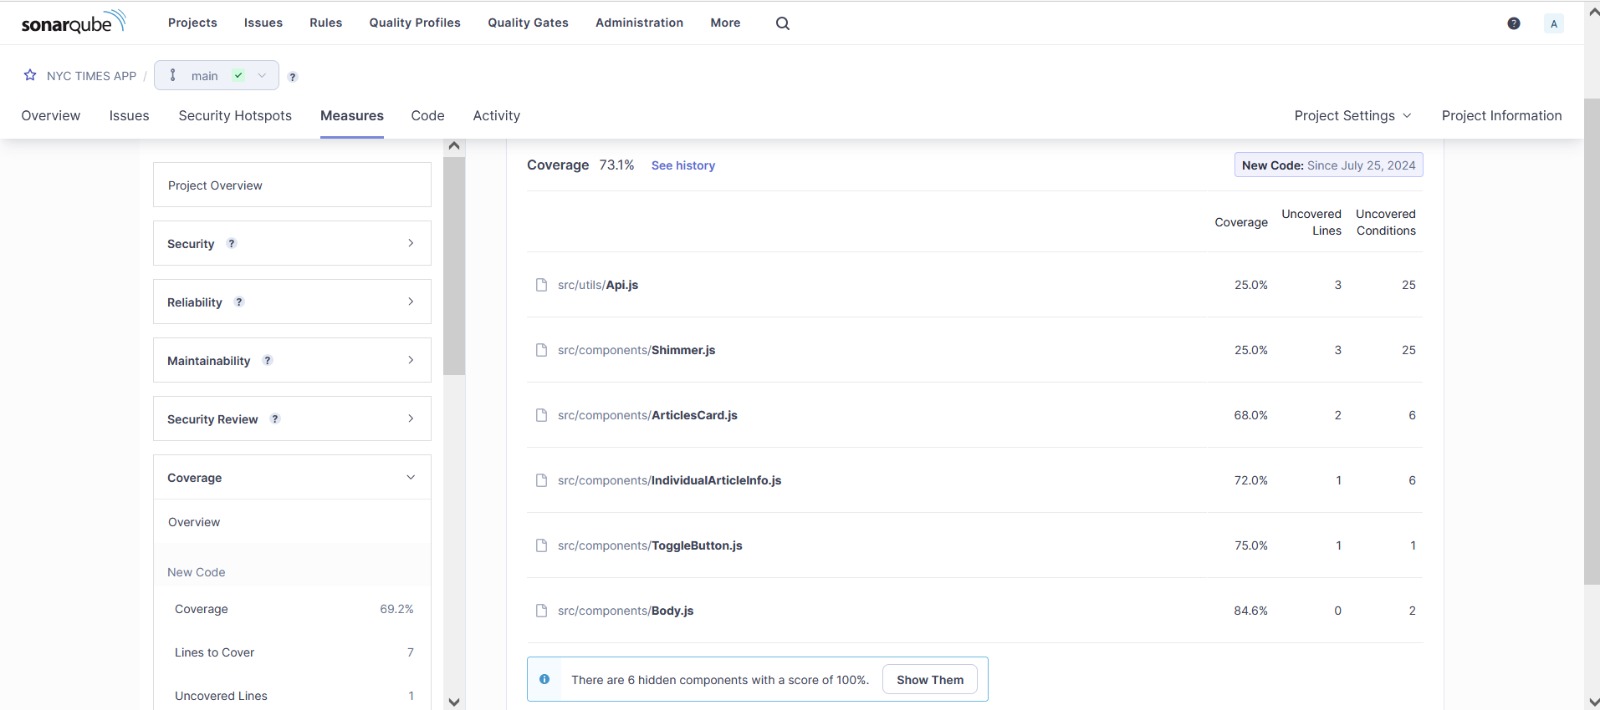 sonarqube
Projects Issues Rules Quality Profiles Quality Gates Administration More ? A
NYC TIMES APP / main ?
Overview Issues Security Hotspots Measures Code Activity Project Settings Project Information
Project Overview
Security ?
Reliability ?
Maintainability ?
Security Review ?
Coverage
Overview
New Code
Coverage 69.2%
Lines to Cover 7
Uncovered Lines 1
Coverage 73.1% See history New Code: Since July 25, 2024
Coverage Uncovered Lines Uncovered Conditions
src/utils/Api.js 25.0% 3 25
src/components/Shimmer.js 25.0% 3 25
src/components/ArticlesCard.js 68.0% 2 6
src/components/IndividualArticleInfo.js 72.0% 1 6
src/components/ToggleButton.js 75.0% 1 1
src/components/Body.js 84.6% 0 2
There are 6 hidden components with a score of 100%. Show Them